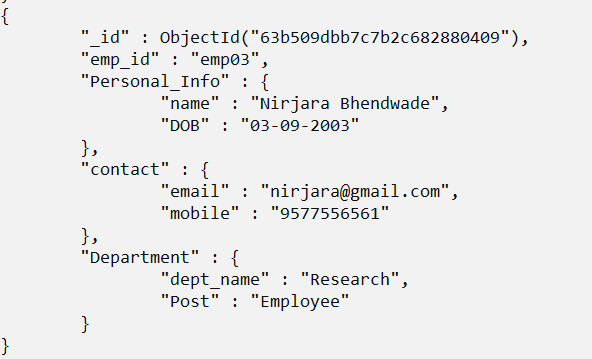 }
{
"_id" : ObjectId("63b509dbb7c7b2c682880409"),
"emp_id" : "emp03",
"Personal_Info" : {
"name" : "Nirjara Bhendwade",
"DOB" : "03-09-2003"
},
"contact" : {
"email" : "nirjara@gmail.com",
"mobile" : "9577556561"
},
"Department" : {
"dept_name" : "Research",
"Post" : "Employee"
}
}